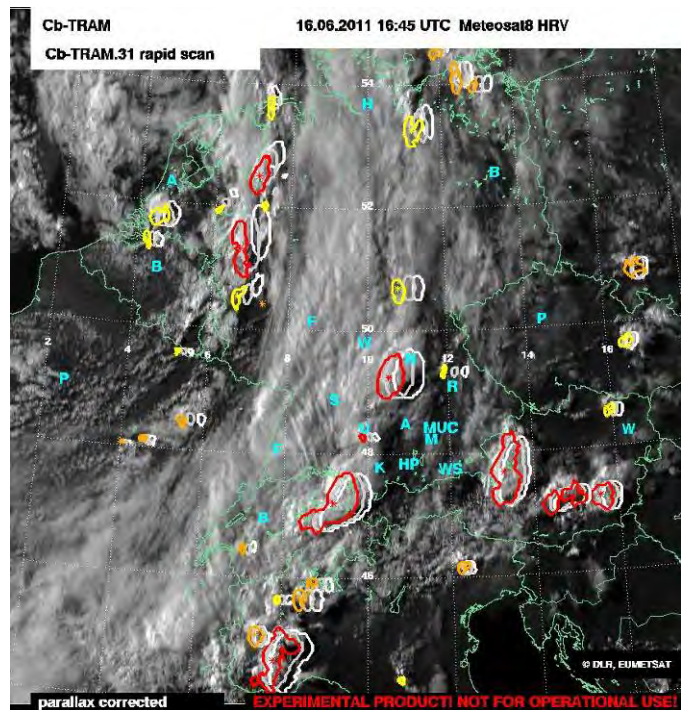 Cb-TRAM 16.06.2011 16:45 UTC Meteosat8 HRV
Cb-TRAM.31 rapid scan
54
H
A
B
52
B
F
50
P
W
2
4
6
8
10
12
14
16
N
P
R
S
A
MUC
M
W
F
48
K
HP
WS
B
46
© DLR, EUMETSAT
parallax corrected EXPERIMENTAL PRODUCT! NOT FOR OPERATIONAL USE!